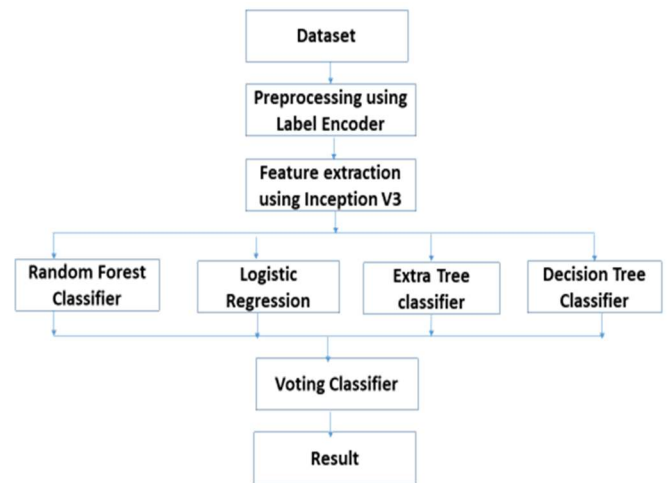 Dataset
Preprocessing using
Label Encoder
Feature extraction
using Inception V3
Random Forest
Classifier
Logistic
Regression
Extra Tree
classifier
Decision Tree
Classifier
Voting Classifier
Result